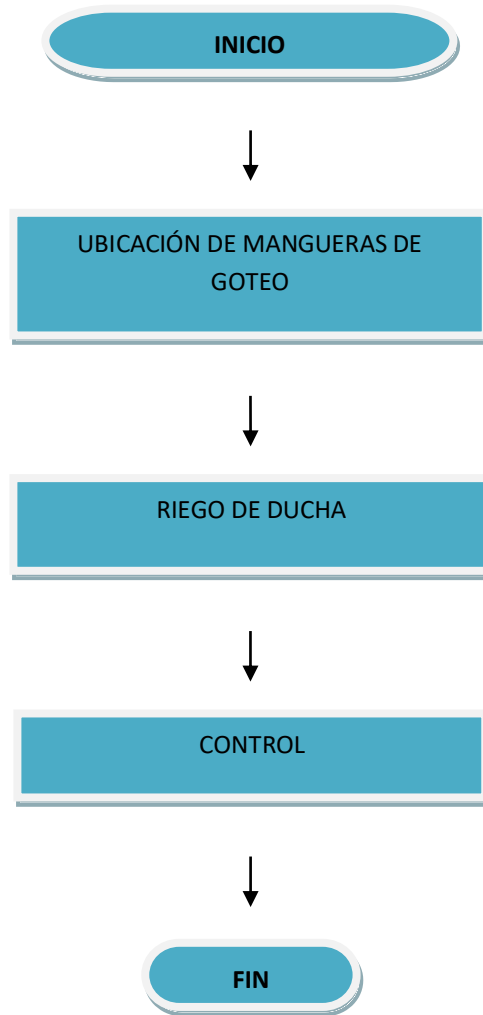 INICIO
UBICACIÓN DE MANGUERAS DE
GOTEO
RIEGO DE DUCHA
CONTROL
FIN